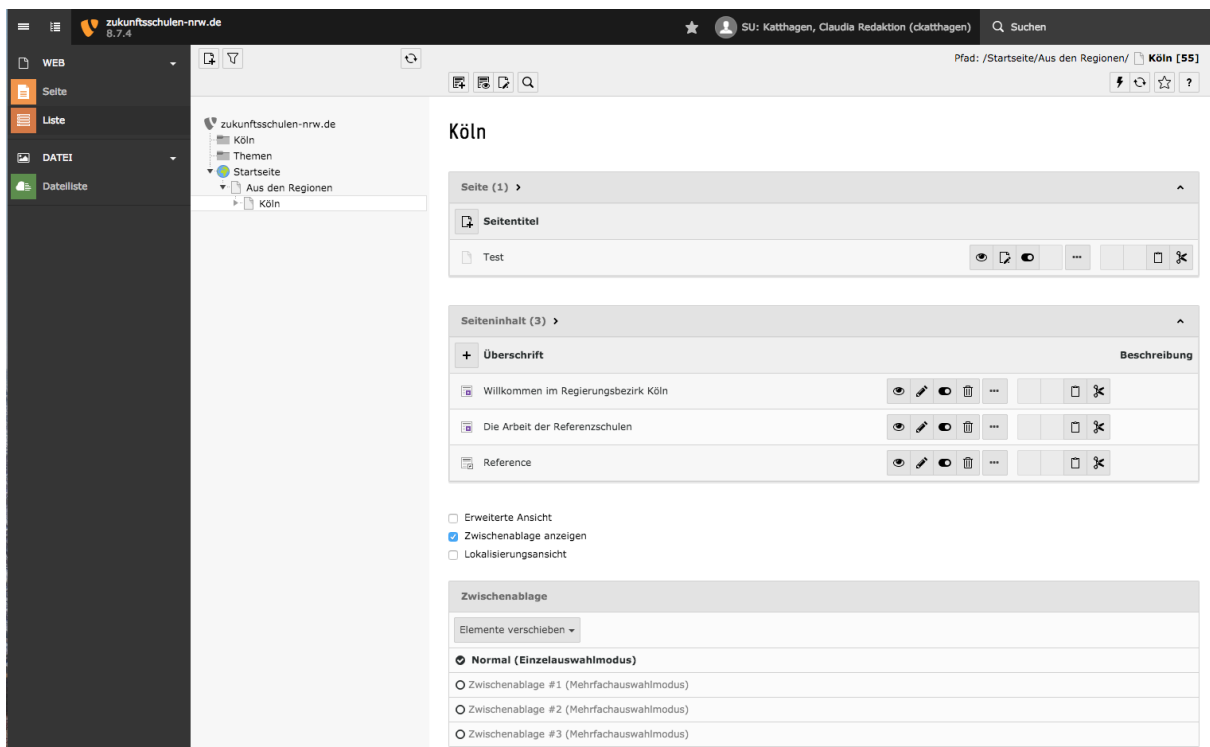 zukunftsschulen-nrw.de
8.7.4
SU: Katthagen, Claudia Redaktion (ckatthagen)
Suchen
WEB
Seite
Liste
DATEI
Dateiliste
zukunftsschulen-nrw.de
Köln
Themen
Startseite
Aus den Regionen
Köln
Pfad: /Startseite/Aus den Regionen/ Köln [55]
?
Köln
Seite (1)
Seitentitel
Test
Seiteninhalt (3)
Überschrift Beschreibung
Willkommen im Regierungsbezirk Köln
Die Arbeit der Referenzschulen
Reference
Erweiterte Ansicht
Zwischenablage anzeigen
Lokalisierungsansicht
Zwischenablage
Elemente verschieben
Normal (Einzelauswahlmodus)
Zwischenablage #1 (Mehrfachauswahlmodus)
Zwischenablage #2 (Mehrfachauswahlmodus)
Zwischenablage #3 (Mehrfachauswahlmodus)